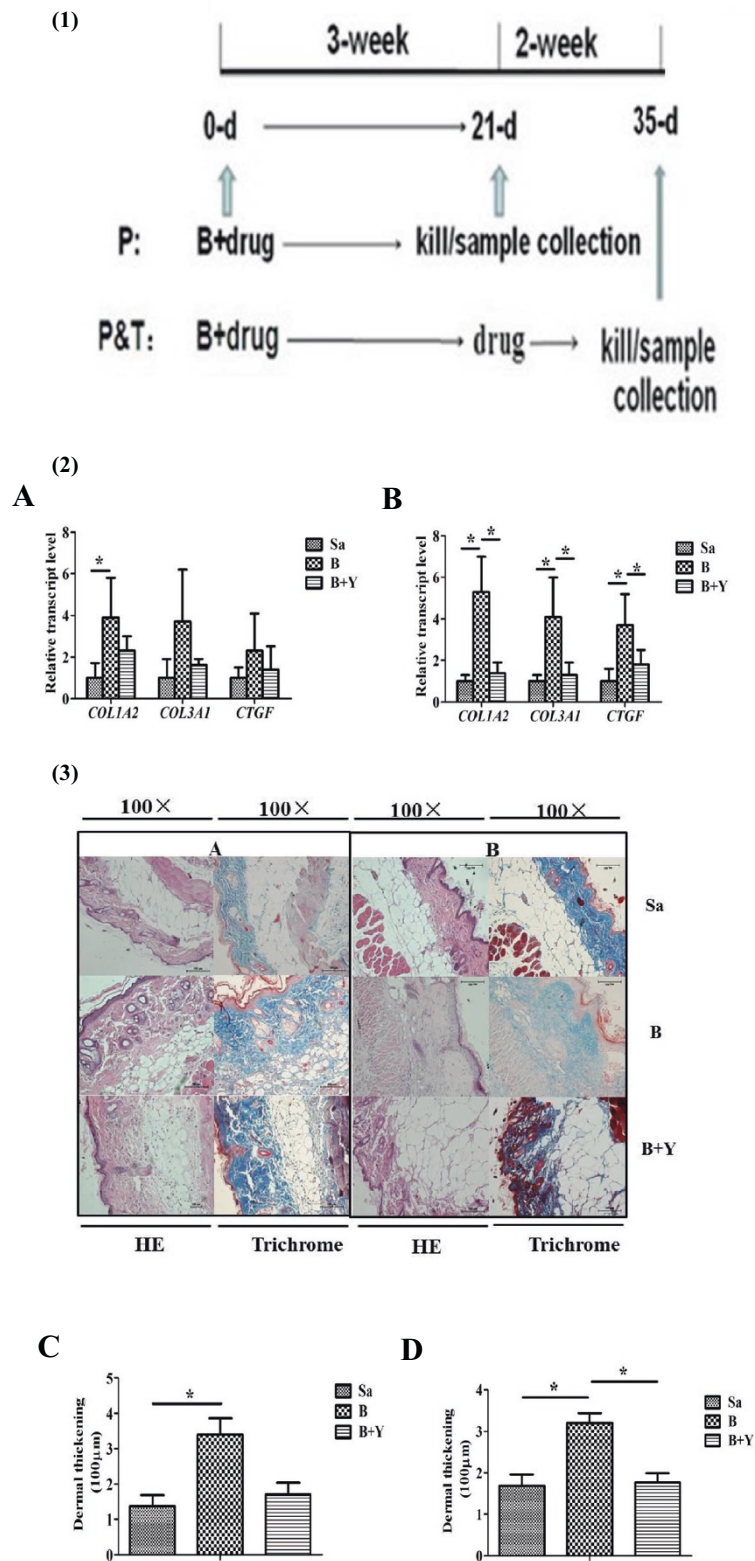 (1)
3-week 2-week
0-d 21-d 35-d
P: B+drug kill/sample collection
P&T: B+drug drug kill/sample
collection
(2)
A B
Relative transcript level
8
6
4
2
0
*
COL1A2 COL3A1 CTGF
Sa
B
B+Y
Relative transcript level
8
6
4
2
0
* * * * * *
COL1A2 COL3A1 CTGF
Sa
B
B+Y
(3)
100× 100× 100× 100×
A B
Sa
B
B+Y
HE Trichrome HE Trichrome
C D
Dermal thickening
(100μm)
5
4
3
2
1
0
*
Sa
B
B+Y
Dermal thickening
(100μm)
4
3
2
1
0
* *
Sa
B
B+Y